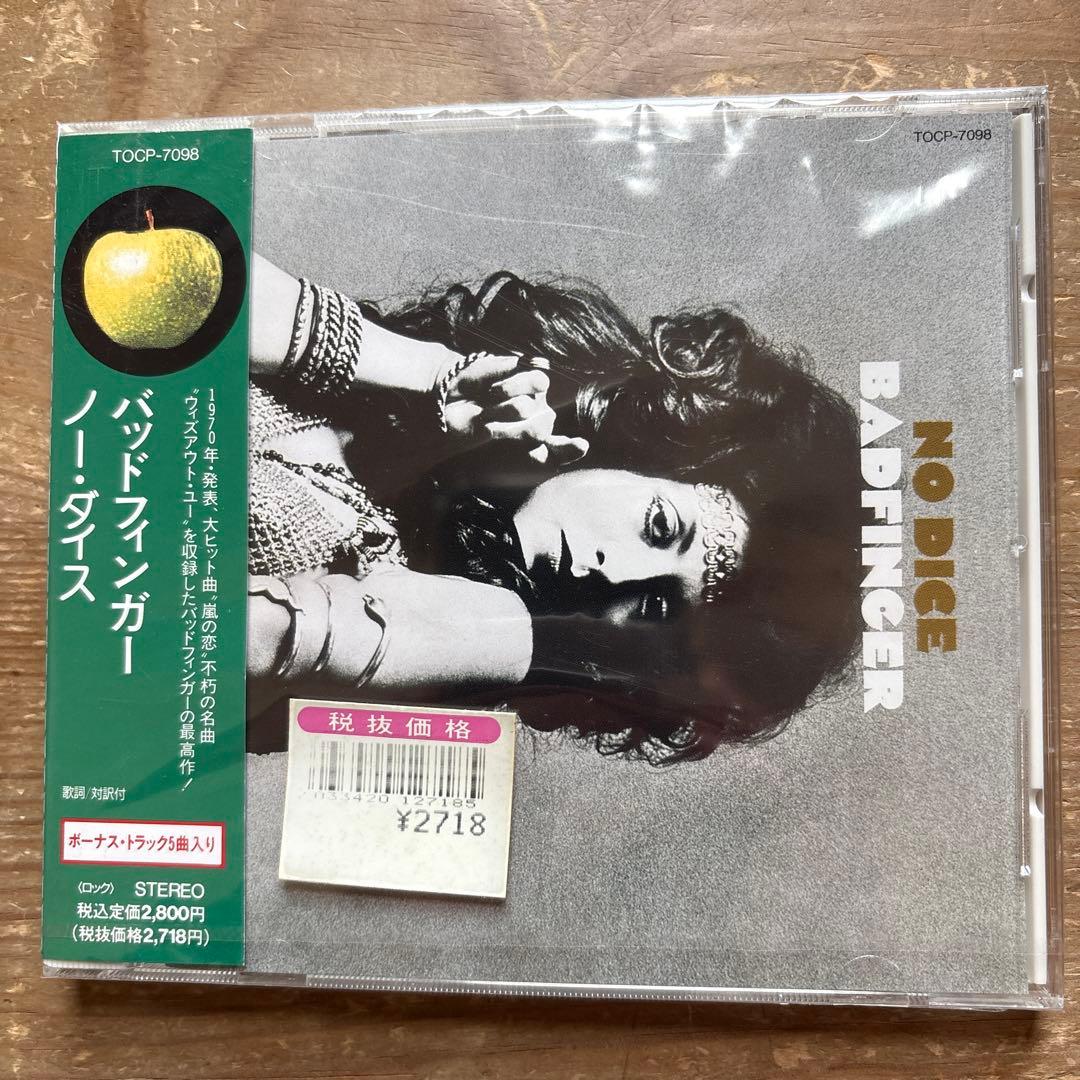 TOCP-7098
バッドフィンガー
ノー・ダイス
1970年・発表、大ヒット曲“嵐の恋”不朽の名曲
“ウィズアウト・ユー”を収録したバッドフィンガーの最高作!
歌詞/対訳付
ボーナス・トラック5曲入り
〈ロック〉 STEREO
税込定価2,800円
(税抜価格2,718円)
TOCP-7098
NO DICE
BADFINGER
税抜価格
033420 127185
¥2718